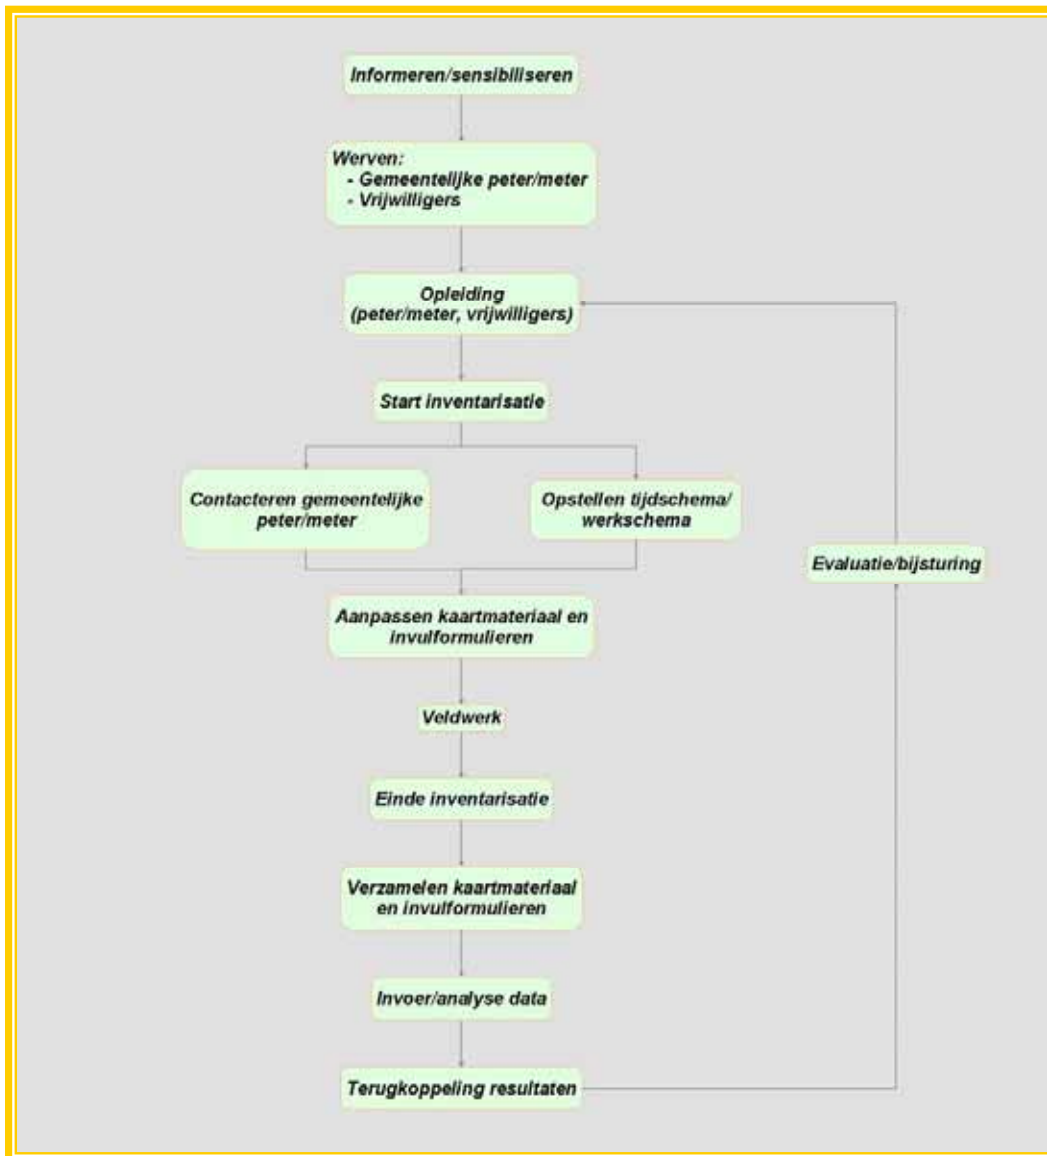 Informeren/sensibiliseren
Werven:
- Gemeentelijke peter/meter
- Vrijwilligers
Opleiding
(peter/meter, vrijwilligers)
Start inventarisatie
Contacteren gemeentelijke
peter/meter
Opstellen tijdschema/
werkschema
Evaluatie/bijsturing
Aanpassen kaartmateriaal en
invulformulieren
Veldwerk
Einde inventarisatie
Verzamelen kaartmateriaal
en invulformulieren
Invoer/analyse data
Terugkoppeling resultaten